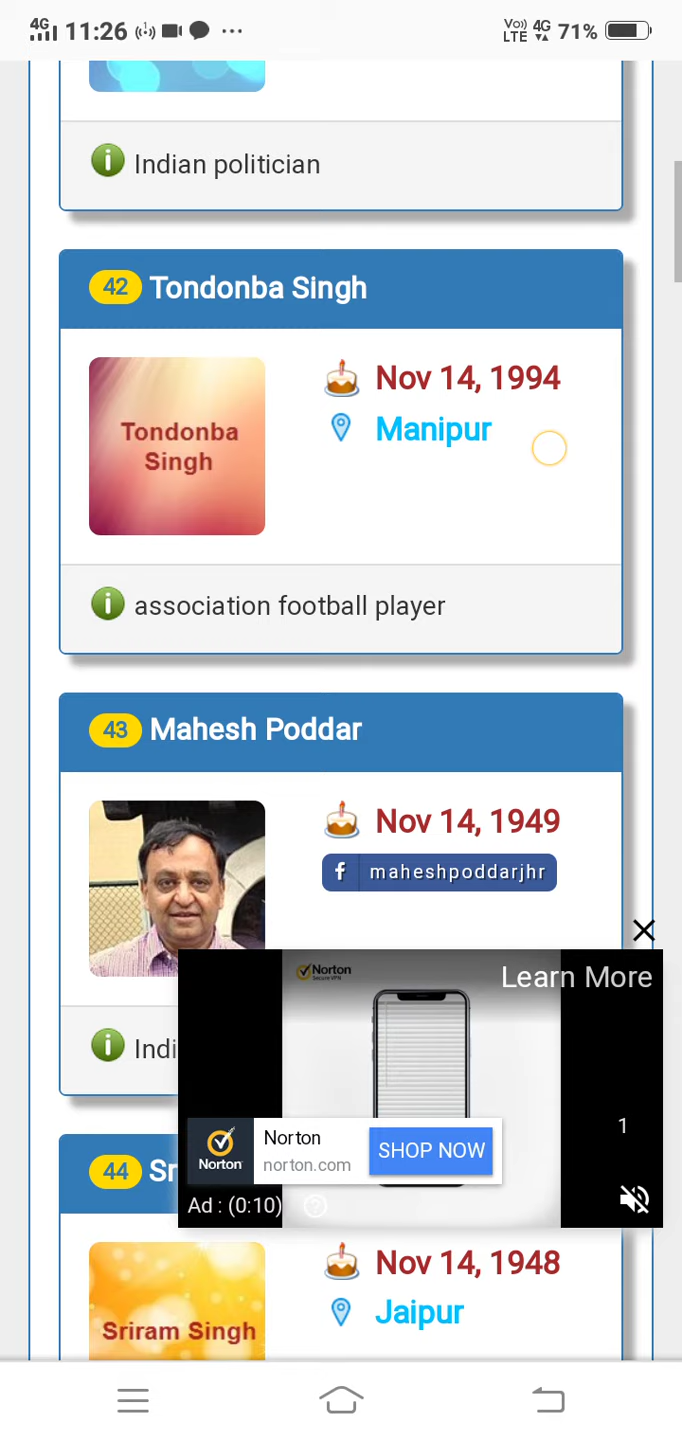 4G 11:26 ...
Vo)) LTE 4G 71%
Indian politician
42 Tondonba Singh
Tondonba
Singh
Nov 14, 1994
Manipur
association football player
43 Mahesh Poddar
Nov 14, 1949
f maheshpoddarjhr
Indi
Norton
Secure VPN
Learn More
1
Norton
Norton
norton.com
SHOP NOW
Ad : (0:10)
44 Sr
Nov 14, 1948
Jaipur
Sriram Singh